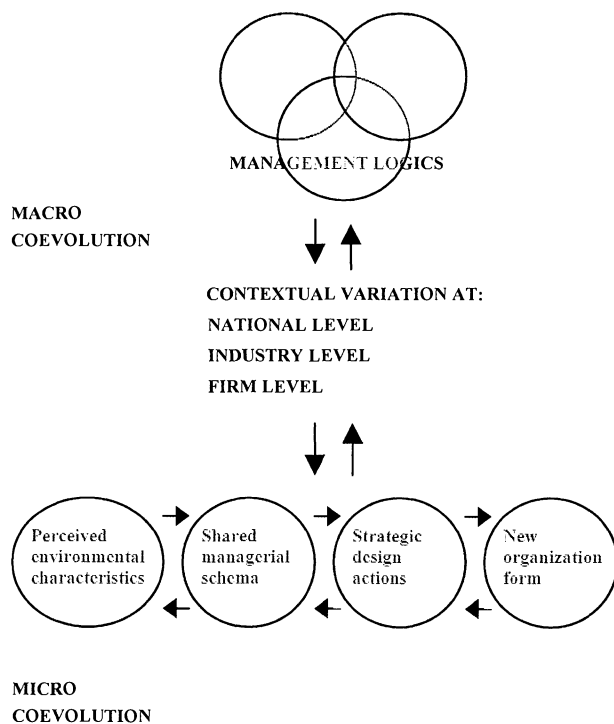 MANAGEMENT LOGICS
MACRO
COEVOLUTION
CONTEXTUAL VARIATION AT:
NATIONAL LEVEL
INDUSTRY LEVEL
FIRM LEVEL
Perceived
environmental
characteristics
Shared
managerial
schema
Strategic
design
actions
New
organization
form
MICRO
COEVOLUTION